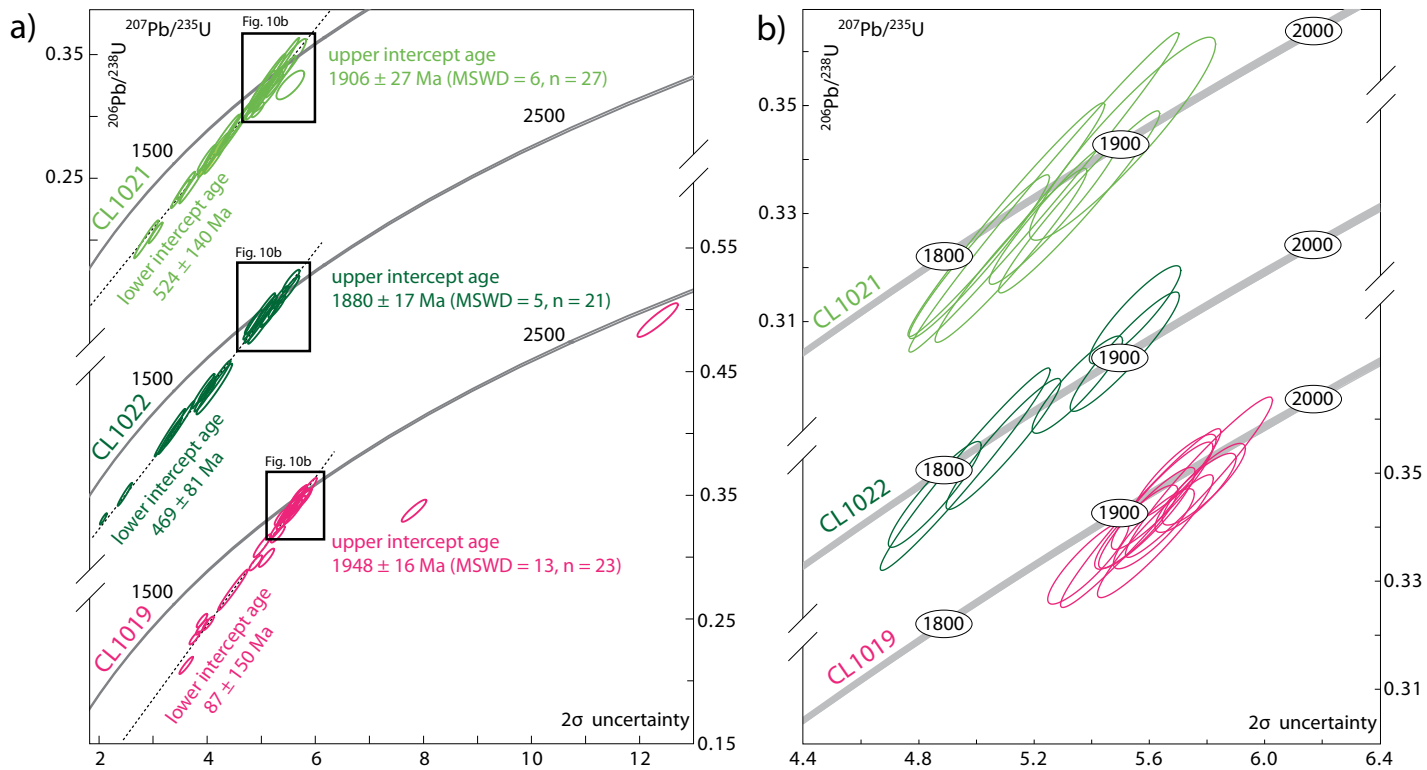 a)
207Pb/235U
206Pb/238U
Fig. 10b
upper intercept age
1906 ± 27 Ma (MSWD = 6, n = 27)
0.35
0.25
1500
2500
CL1021
lower intercept age
524 ± 140 Ma
Fig. 10b
upper intercept age
1880 ± 17 Ma (MSWD = 5, n = 21)
1500
2500
CL1022
lower intercept age
469 ± 81 Ma
Fig. 10b
upper intercept age
1948 ± 16 Ma (MSWD = 13, n = 23)
1500
CL1019
lower intercept age
87 ± 150 Ma
0.55
0.45
0.35
0.25
0.15
2σ uncertainty
2 4 6 8 10 12
b)
207Pb/235U
206Pb/238U
0.35
0.33
0.31
2000
1900
1800
CL1021
2000
1900
1800
CL1022
2000
1900
1800
CL1019
0.35
0.33
0.31
2σ uncertainty
4.4 4.8 5.2 5.6 6.0 6.4